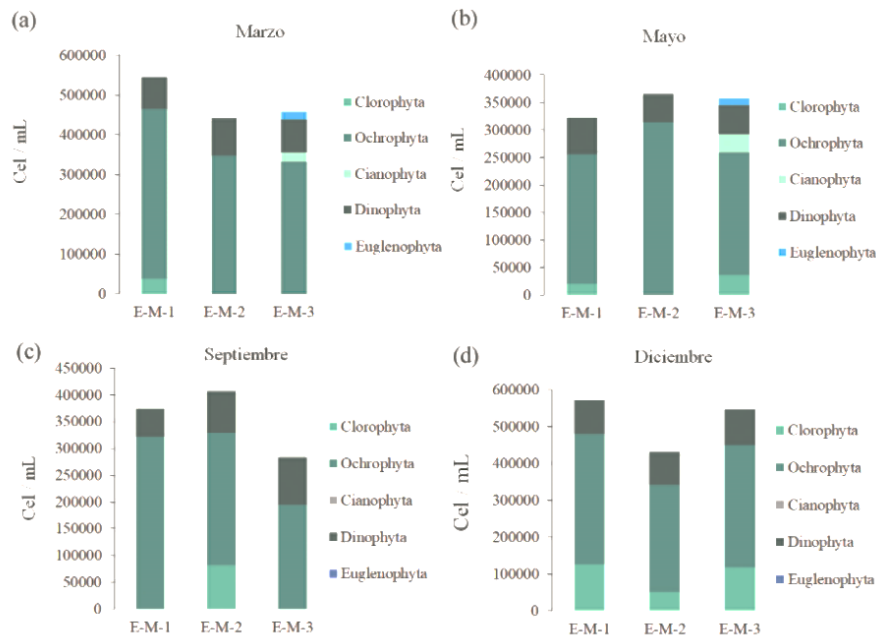 (a)
Marzo
600000
500000
400000
300000
200000
100000
0
Cel / mL
E-M-1 E-M-2 E-M-3
Clorophyta
Ochrophyta
Cianophyta
Dinophyta
Euglenophyta
(b)
Mayo
400000
350000
300000
250000
200000
150000
100000
50000
0
Cel / mL
E-M-1 E-M-2 E-M-3
Clorophyta
Ochrophyta
Cianophyta
Dinophyta
Euglenophyta
(c)
Septiembre
450000
400000
350000
300000
250000
200000
150000
100000
50000
0
Cel / mL
E-M-1 E-M-2 E-M-3
Clorophyta
Ochrophyta
Cianophyta
Dinophyta
Euglenophyta
(d)
Diciembre
600000
500000
400000
300000
200000
100000
0
Cel / mL
E-M-1 E-M-2 E-M-3
Clorophyta
Ochrophyta
Cianophyta
Dinophyta
Euglenophyta